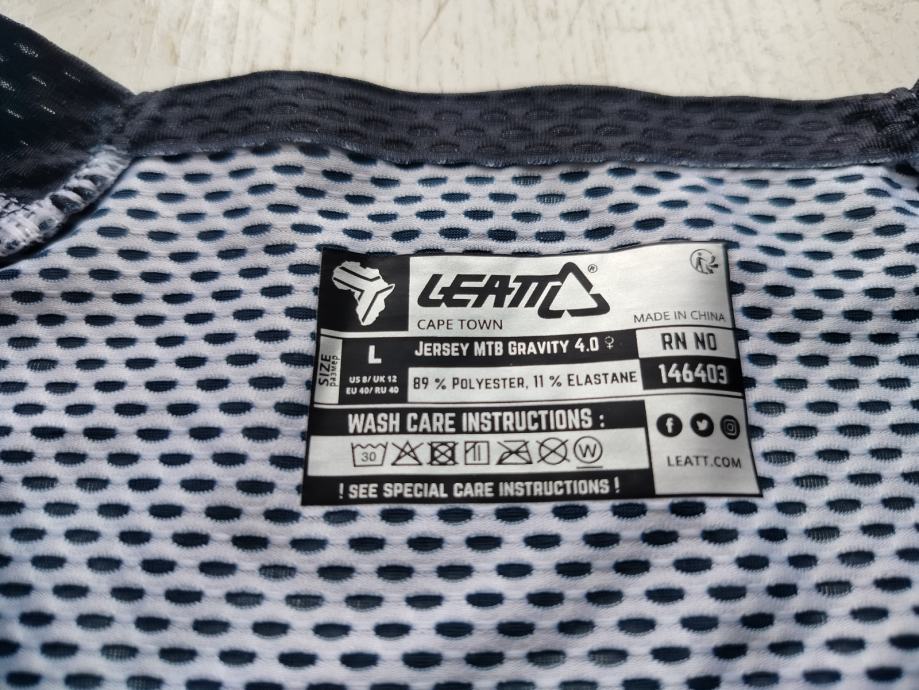 LEATT®
CAPE TOWN
MADE IN CHINA
SIZE
размер
L
US 8/ UK 12
EU 40/ RU 40
JERSEY MTB GRAVITY 4.0 ♀
89 % POLYESTER, 11 % ELASTANE
RN NO
146403
WASH CARE INSTRUCTIONS :
30
W
! SEE SPECIAL CARE INSTRUCTIONS !
LEATT.COM